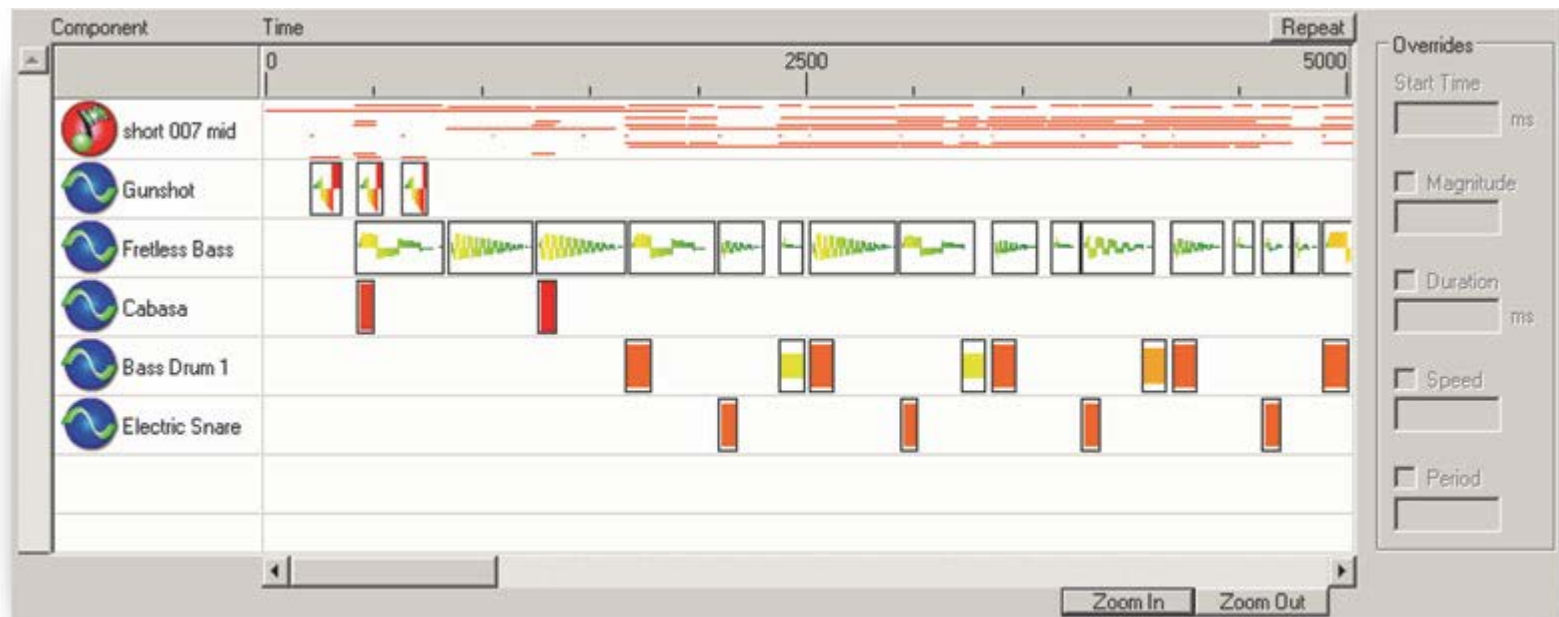 Component Time Repeat
0 2500 5000
short 007 mid
Gunshot
Fretless Bass
Cabasa
Bass Drum 1
Electric Snare
Zoom In Zoom Out
Overrides
Start Time
ms
Magnitude
Duration
ms
Speed
Period